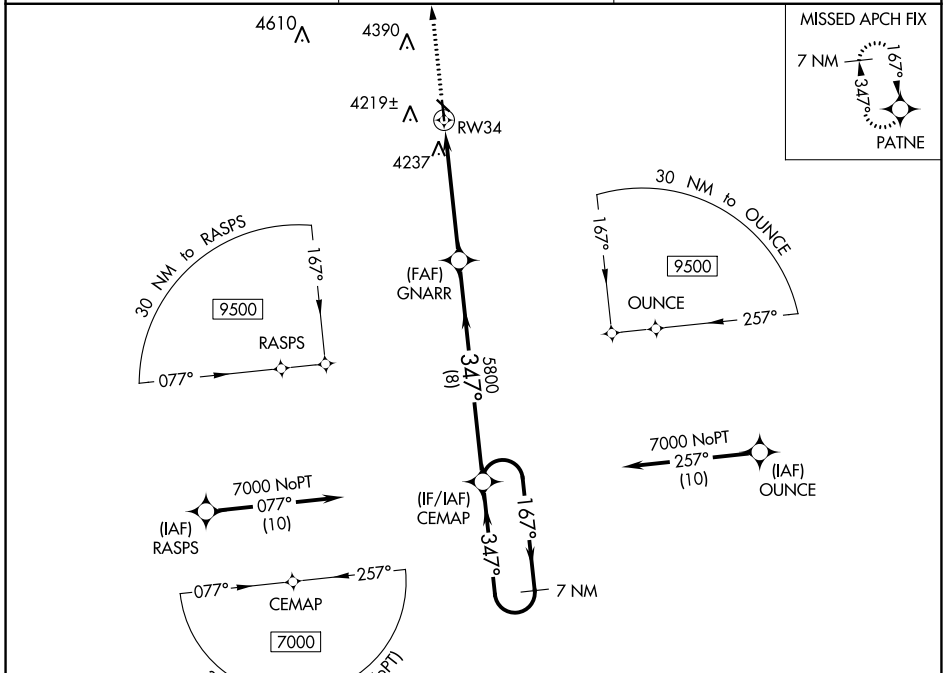 4610
4390
MISSED APCH FIX
7 NM
167°
347°
PATNE
4219±
RW34
4237
30 NM to RASPS
167°
9500
RASPS
077°
(FAF)
GNARR
30 NM to OUNCE
167°
9500
OUNCE
257°
5800
347°
(8)
7000 NoPT
077°
(10)
(IAF)
RASPS
(IF/IAF)
CEMAP
167°
347°
7 NM
7000 NoPT
257°
(10)
(IAF)
OUNCE
077°
257°
CEMAP
7000